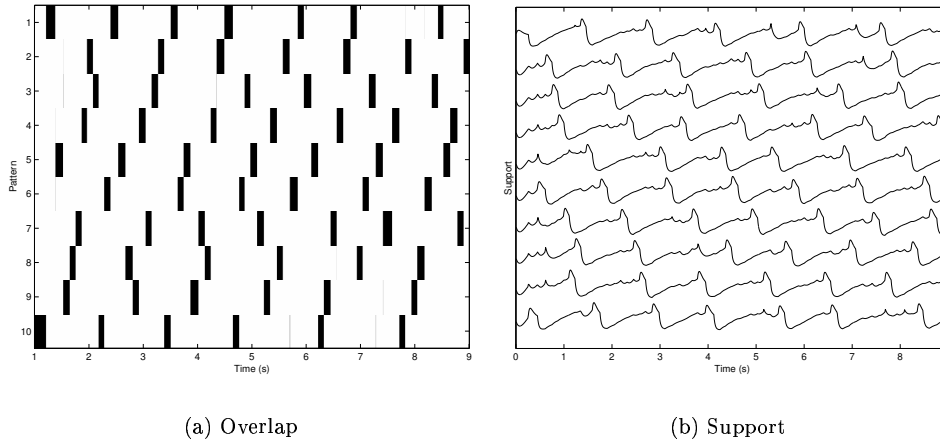 Pattern
1
2
3
4
5
6
7
8
9
10
1 2 3 4 5 6 7 8 9
Time (s)
(a) Overlap
Support
0 1 2 3 4 5 6 7 8
Time (s)
(b) Support